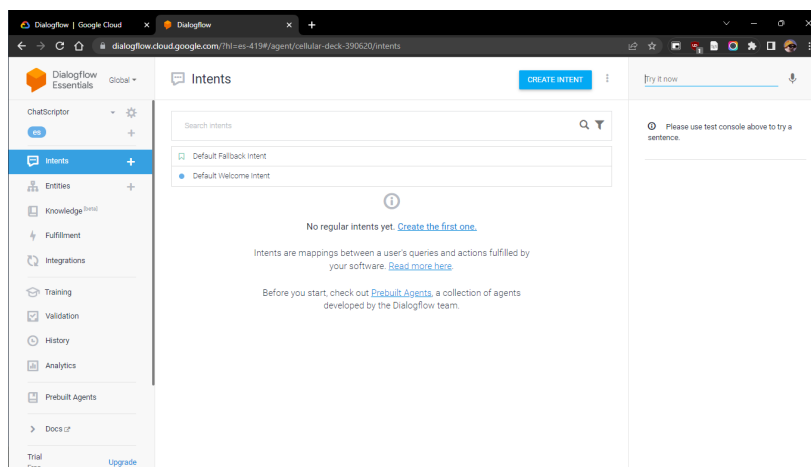 Dialogflow | Google Cloud
Dialogflow
dialogflow.cloud.google.com/?hl=es-419#/agent/cellular-deck-390620/intents
Dialogflow
Essentials
Global
Intents
CREATE INTENT
Try it now
ChatScriptor
es
Search intents
Please use test console above to try a
sentence.
Intents
Default Fallback Intent
Default Welcome Intent
Entities
Knowledge [beta]
No regular intents yet. Create the first one.
Fulfillment
Intents are mappings between a user's queries and actions fulfilled by
your software. Read more here.
Integrations
Before you start, check out Prebuilt Agents, a collection of agents
developed by the Dialogflow team.
Training
Validation
History
Analytics
Prebuilt Agents
Docs
Trial
Upgrade